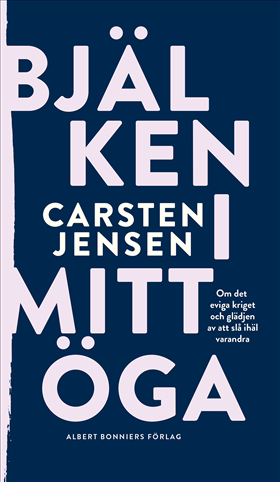 BJÄL
KEN I
CARSTEN
JENSEN
MITT
Om det
eviga kriget
och glädjen
av att slå ihäl
varandra
ÖGA
ALBERT BONNIERS FÖRLAG